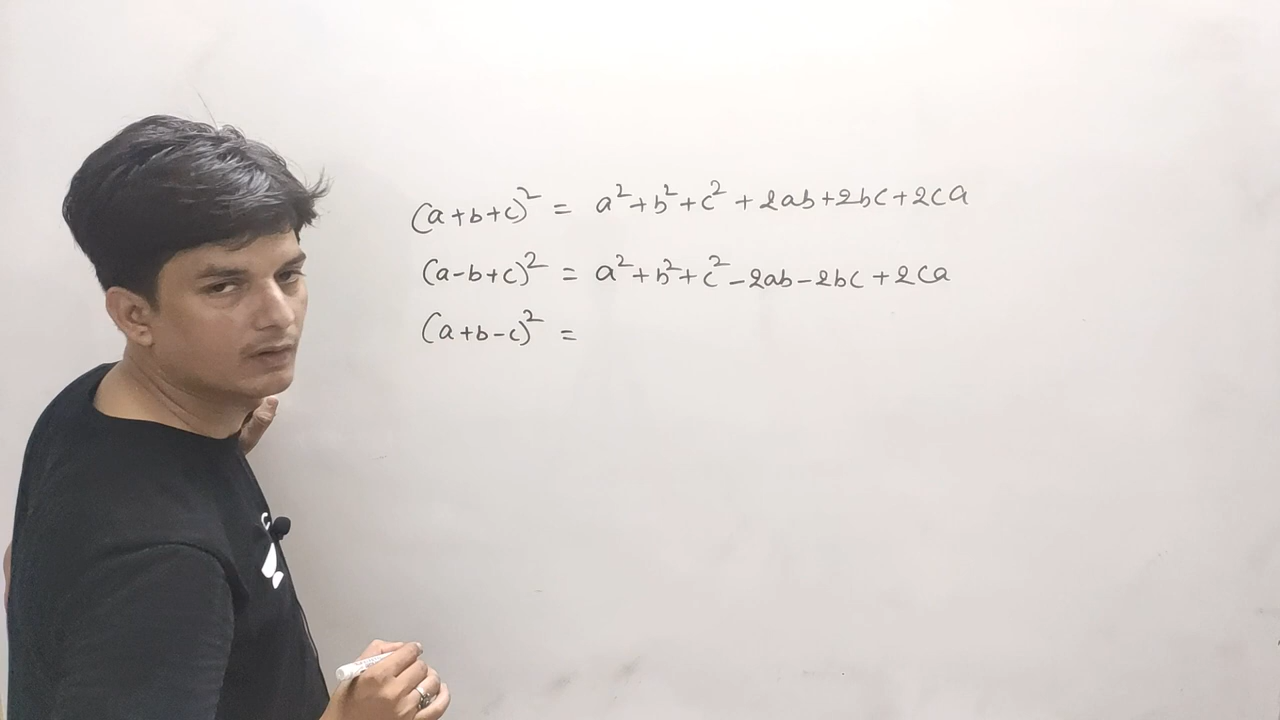 (a+b+c)² = a²+b²+c²+2ab+2bc+2ca
(a-b+c)² = a²+b²+c²-2ab-2bc+2ca
(a+b-c)² =